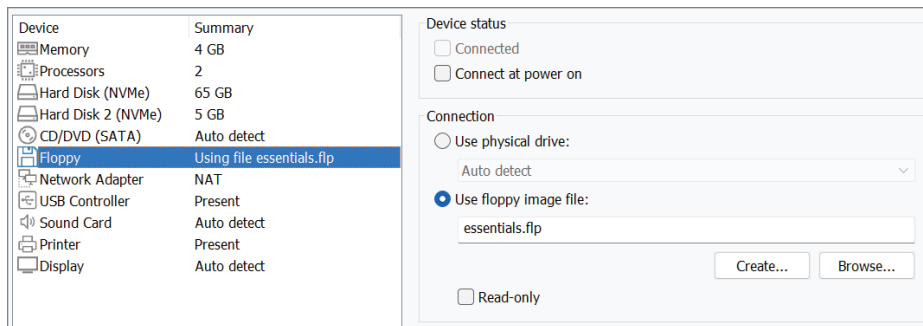 Device Summary
Memory 4 GB
Processors 2
Hard Disk (NVMe) 65 GB
Hard Disk 2 (NVMe) 5 GB
CD/DVD (SATA) Auto detect
Floppy Using file essentials.flp
Network Adapter NAT
USB Controller Present
Sound Card Auto detect
Printer Present
Display Auto detect
Device status
Connected
Connect at power on
Connection
Use physical drive:
Auto detect
Use floppy image file:
essentials.flp
Create... Browse...
Read-only